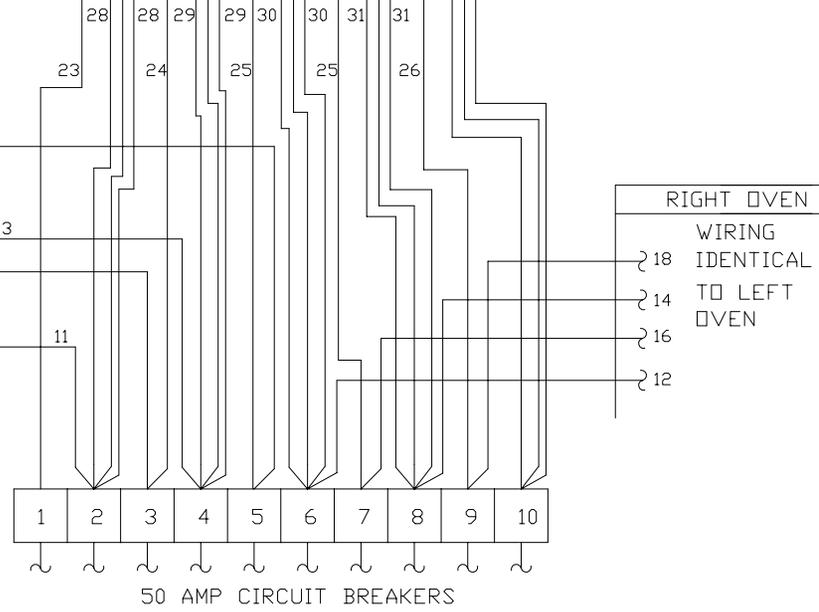 28 28 29 29 30 30 31 31
23 24 25 25 26
RIGHT OVEN
3
WIRING
18 IDENTICAL
14 TO LEFT
OVEN
11
16
12
1 2 3 4 5 6 7 8 9 10
50 AMP CIRCUIT BREAKERS